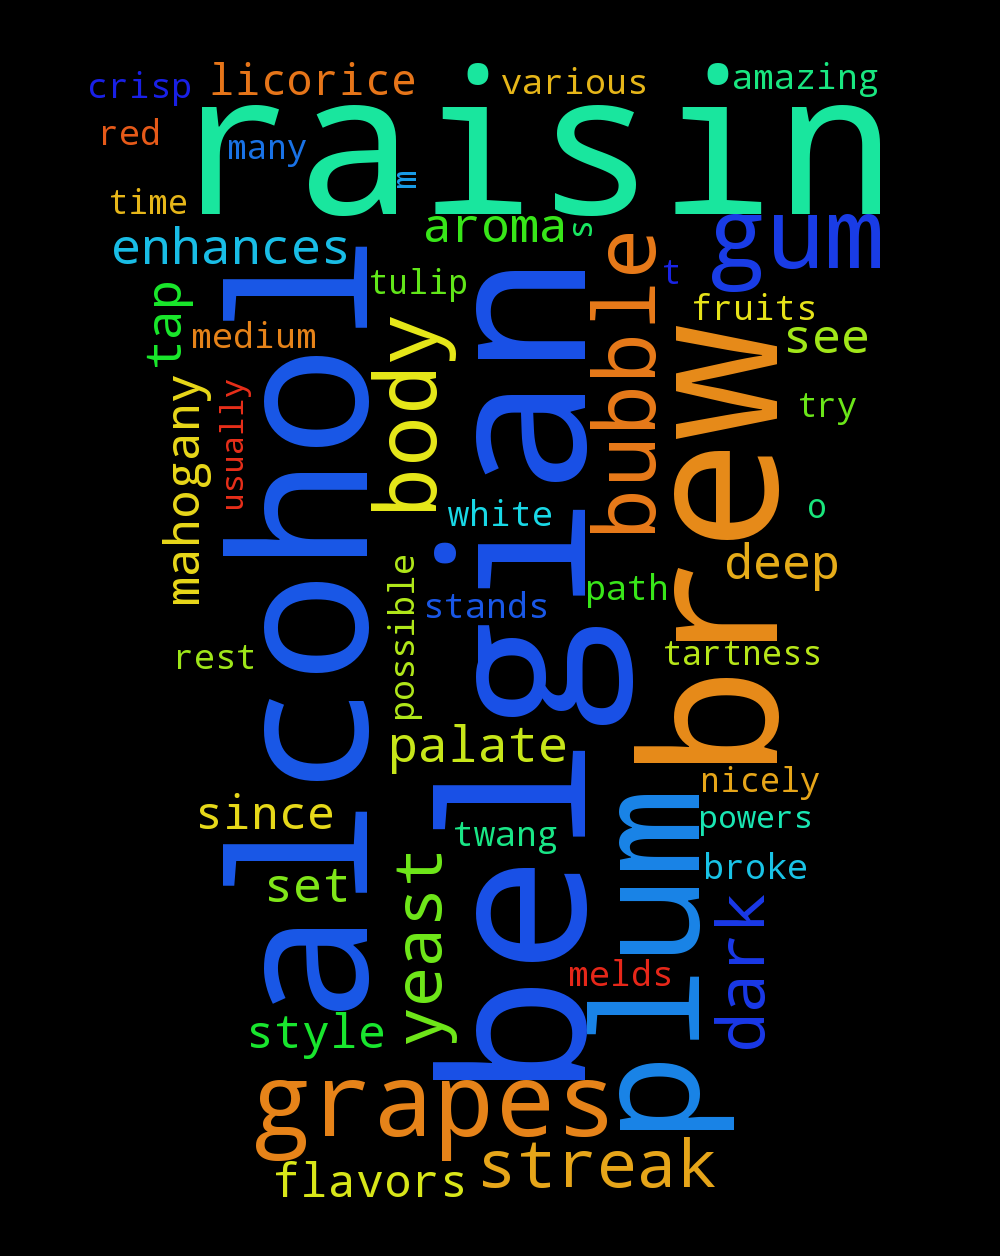 crisp
licorice
various
amazing
raisin
red
many
m
time
aroma
s
gum
enhances
tulip
t
tap
medium
body
bubble
fruits
see
alcohol
belgian
brew
mahogany
usually
try
white
o
deep
possible
stands
path
rest
tartness
palate
nicely
since
twang
powers
plum
broke
set
yeast
dark
melds
style
grapes
streak
flavors